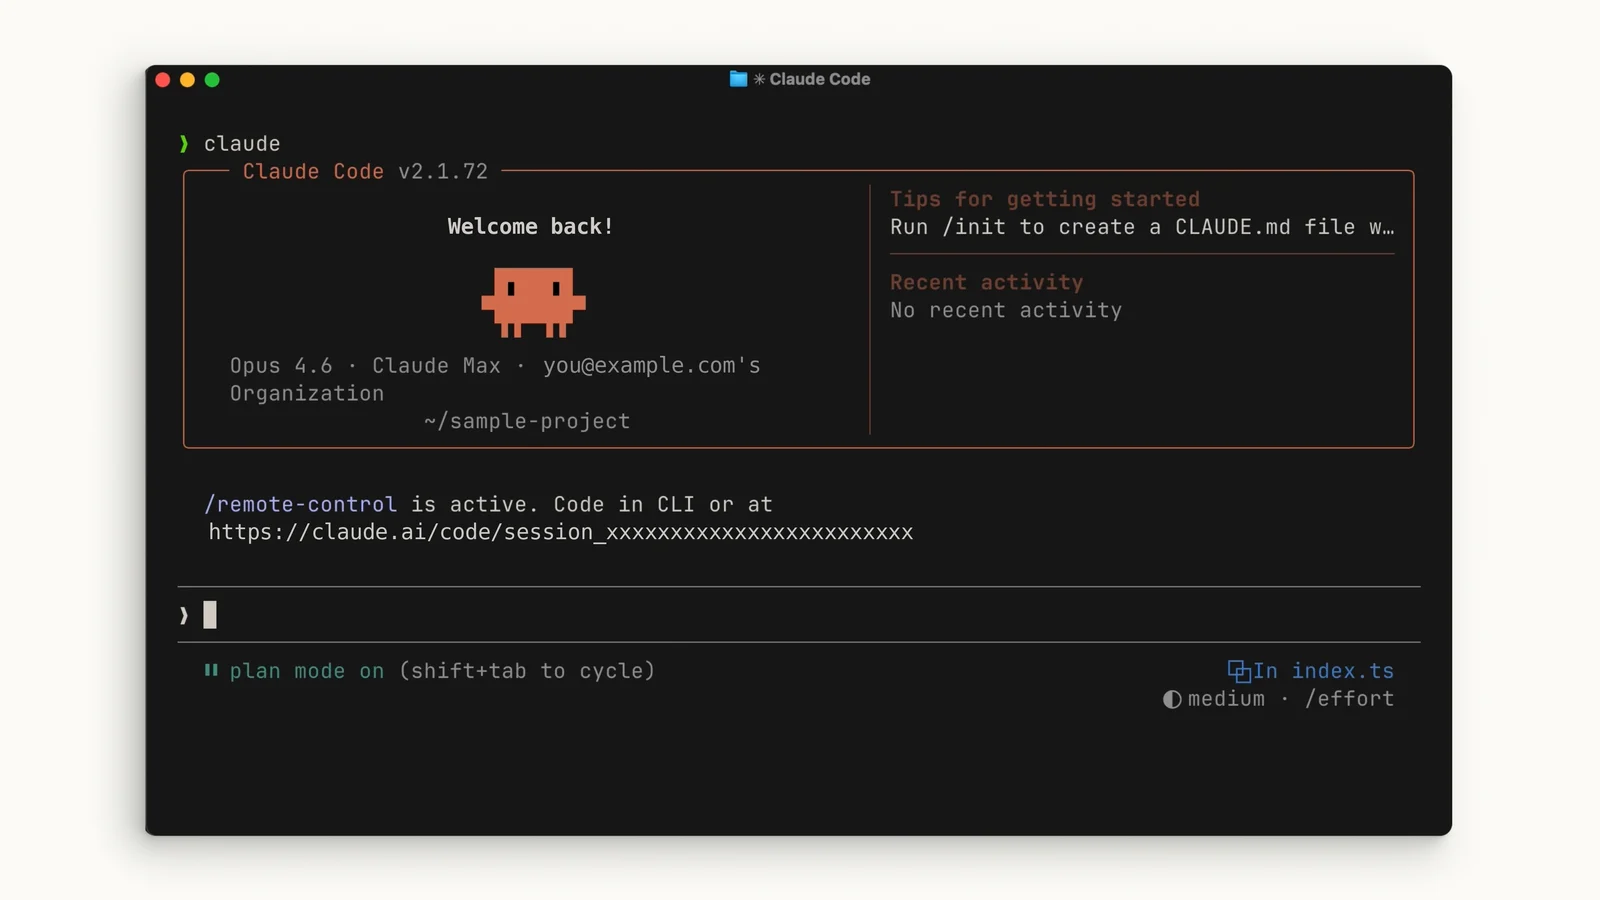 ✳ Claude Code
❯ claude
Claude Code v2.1.72
Welcome back!
Opus 4.6 · Claude Max · you@example.com's
Organization
~/sample-project
Tips for getting started
Run /init to create a CLAUDE.md file w…
Recent activity
No recent activity
/remote-control is active. Code in CLI or at
https://claude.ai/code/session_xxxxxxxxxxxxxxxxxxxxxxxx
❯
plan mode on (shift+tab to cycle)
In index.ts
medium · /effort